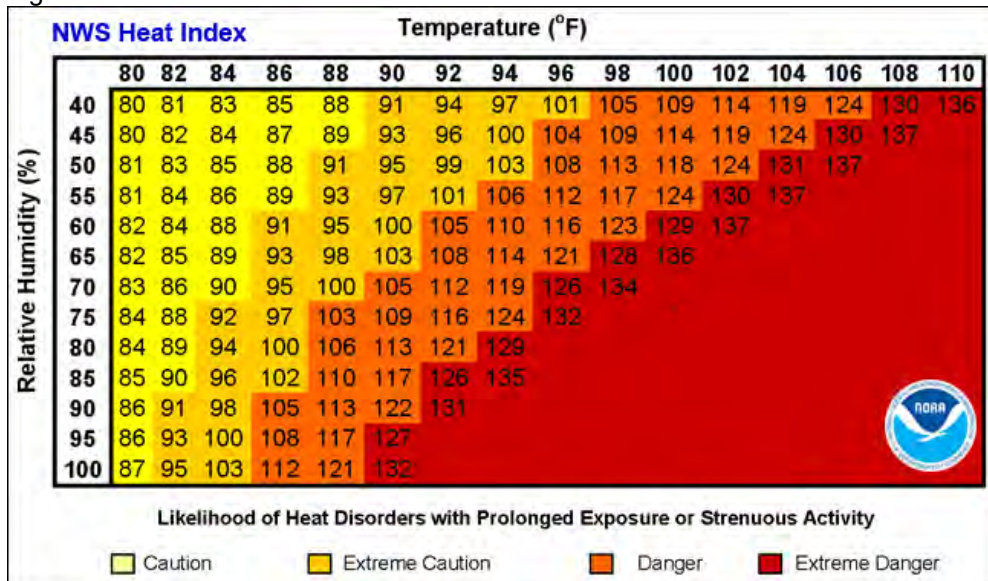 NWS Heat Index Temperature (°F)
80 82 84 86 88 90 92 94 96 98 100 102 104 106 108 110
40 80 81 83 85 88 91 94 97 101 105 109 114 119 124 130 136
45 80 82 84 87 89 93 96 100 104 109 114 119 124 130 137
50 81 83 85 88 91 95 99 103 108 113 118 124 131 137
55 81 84 86 89 93 97 101 106 112 117 124 130 137
60 82 84 88 91 95 100 105 110 116 123 129 137
65 82 85 89 93 98 103 108 114 121 128 136
70 83 86 90 95 100 105 112 119 126 134
75 84 88 92 97 103 109 116 124 132
80 84 89 94 100 106 113 121 129
85 85 90 96 102 110 117 126 135
90 86 91 98 105 113 122 131
95 86 93 100 108 117 127
100 87 95 103 112 121 132
Relative Humidity (%)
NOAA
Likelihood of Heat Disorders with Prolonged Exposure or Strenuous Activity
Caution Extreme Caution Danger Extreme Danger